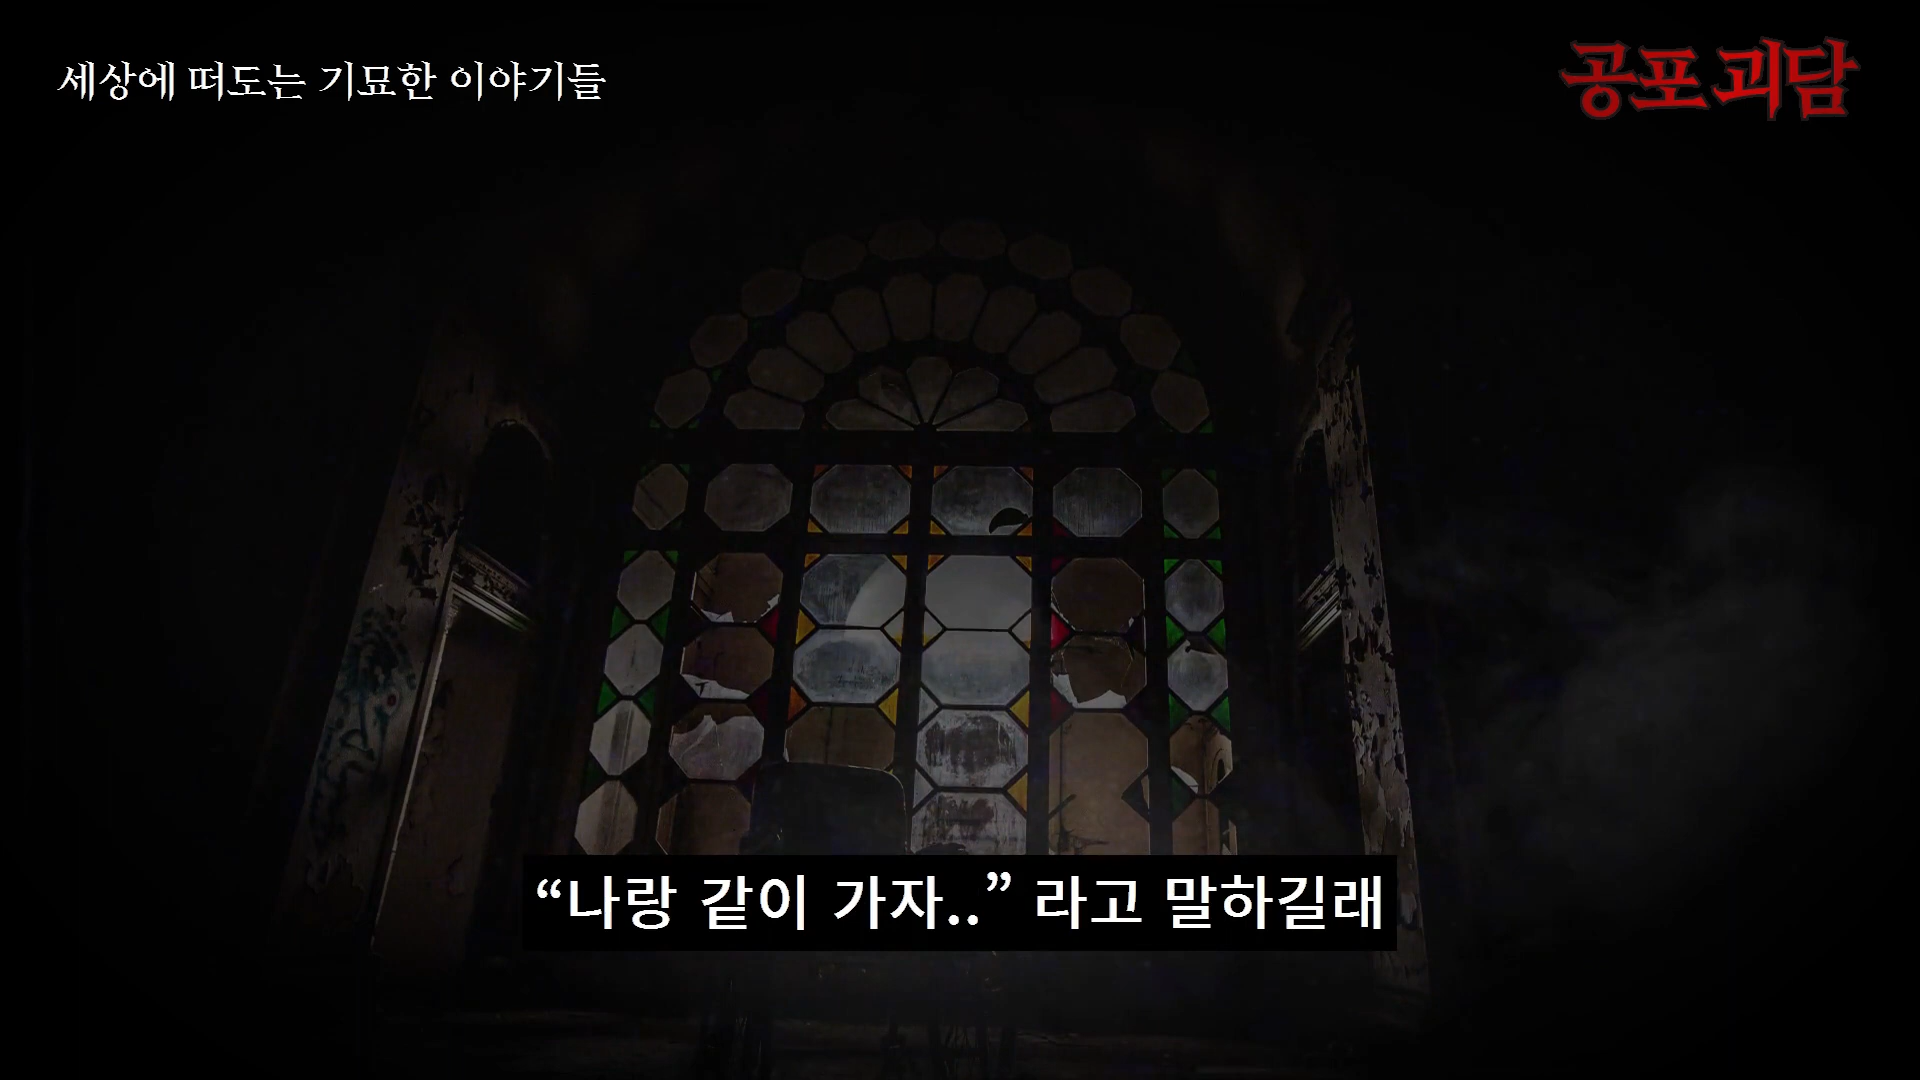 세상에 떠도는 기묘한 이야기들
공포 괴담
“나랑 같이 가자..” 라고 말하길래